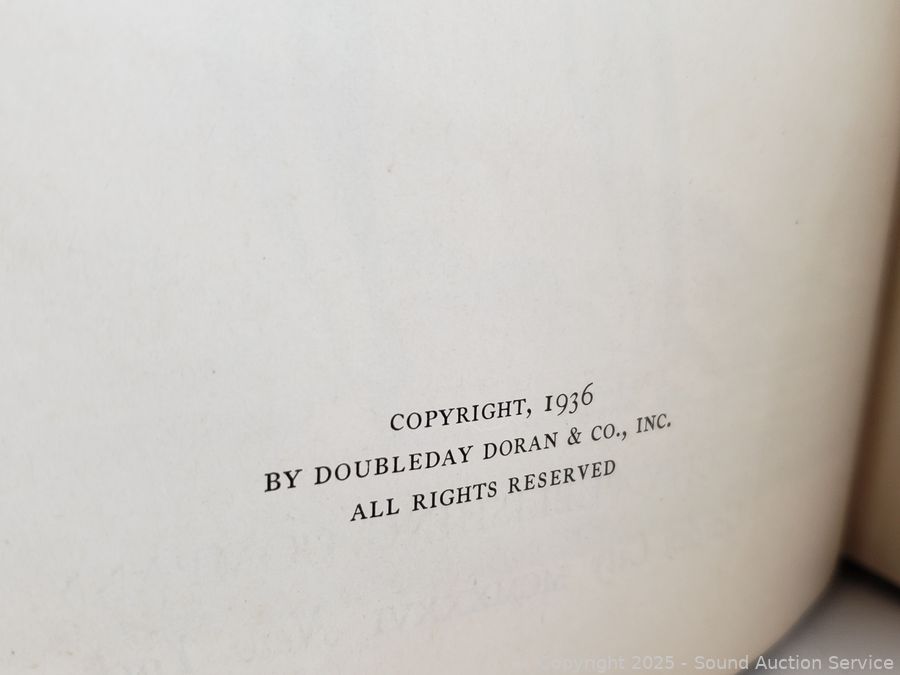 COPYRIGHT, 1936
BY DOUBLEDAY DORAN & CO., INC.
ALL RIGHTS RESERVED
Copyright 2025 - Sound Auction Service